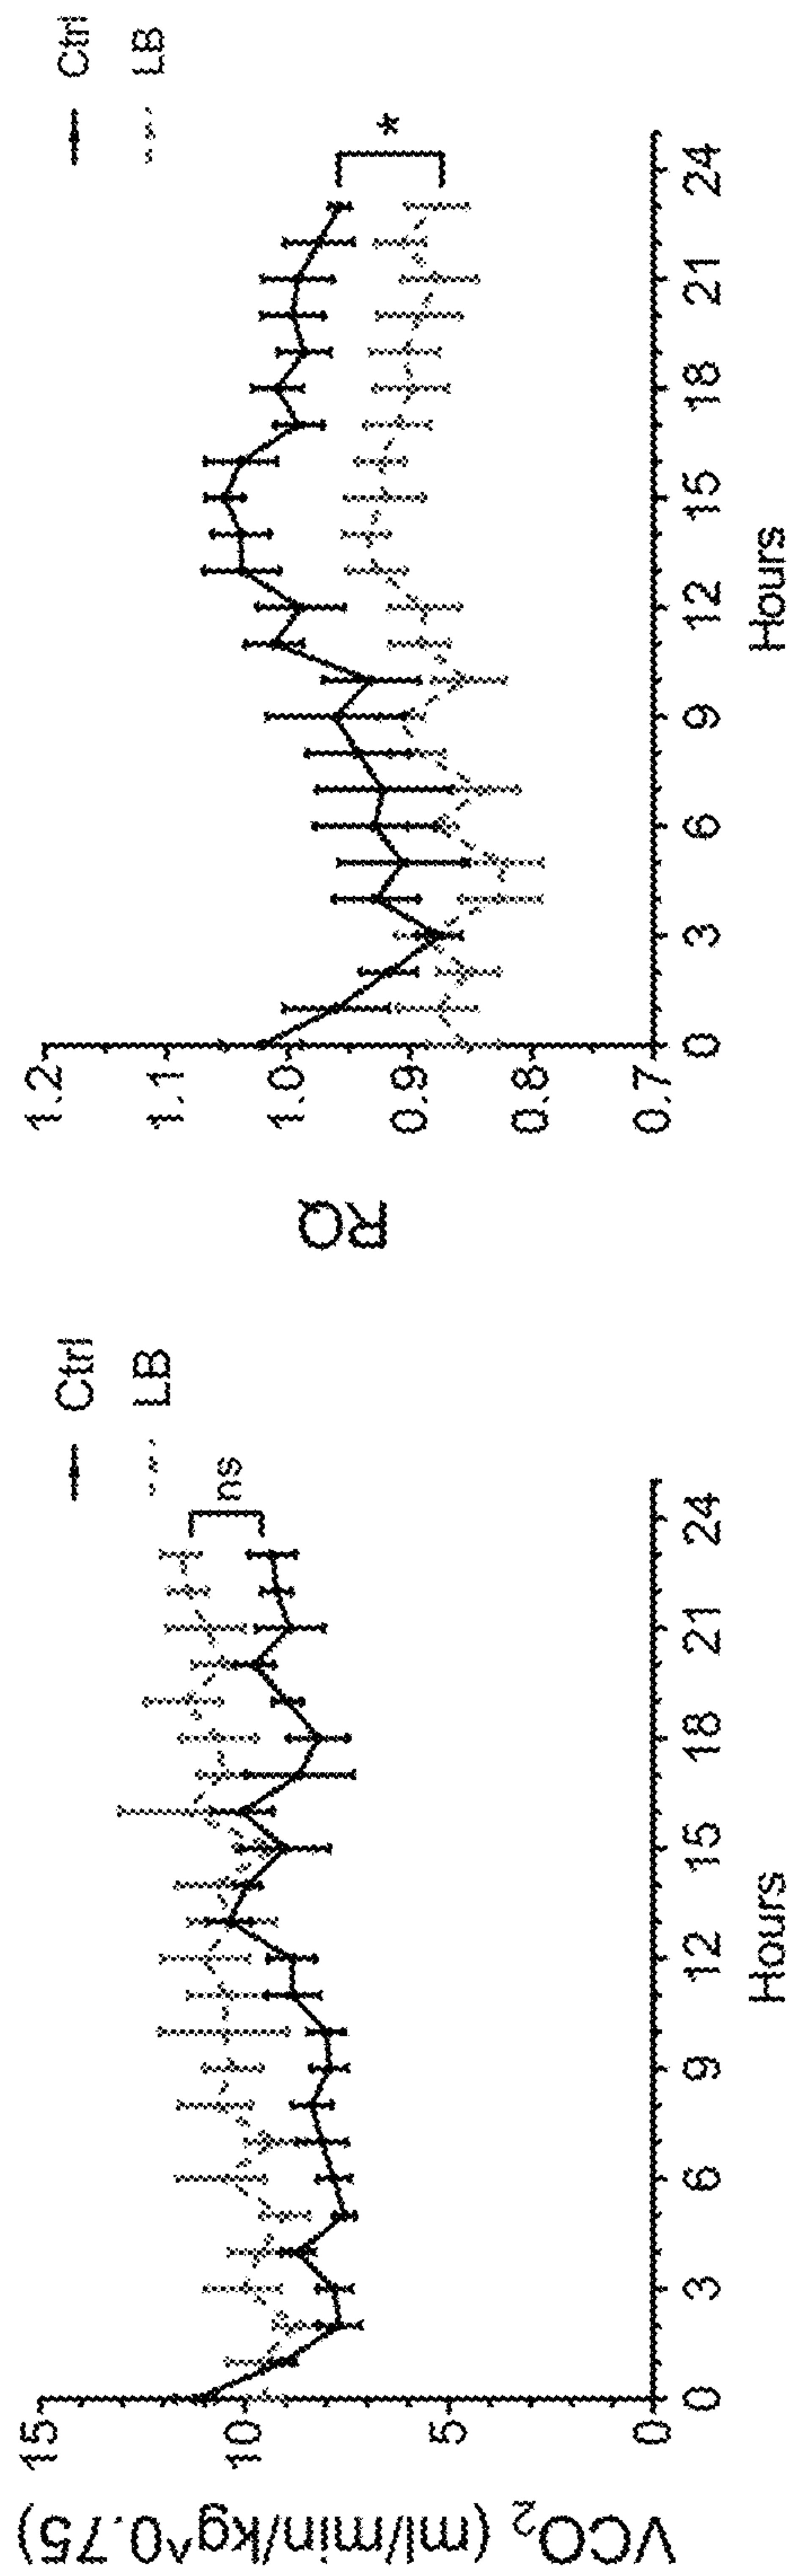 VCO2 (ml/min/kg^0.75)
15
10
5
0
0 3 6 9 12 15 18 21 24
Hours
Ctrl
LB
ns
RQ
1.2
1.1
1.0
0.9
0.8
0.7
0 3 6 9 12 15 18 21 24
Hours
Ctrl
LB
*